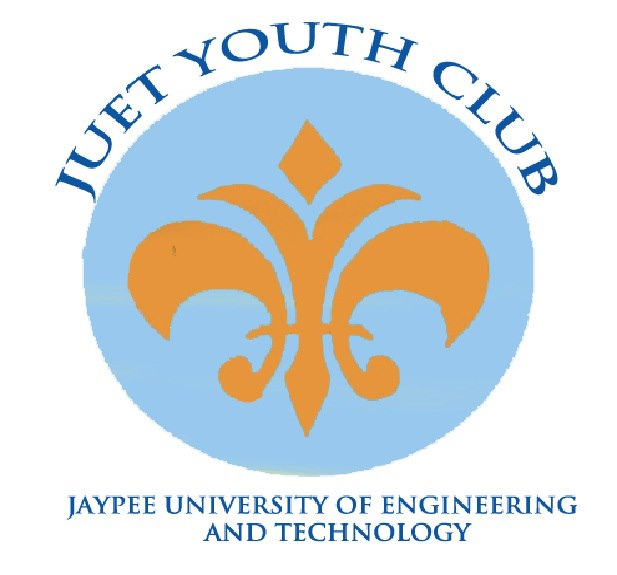 JUET YOUTH CLUB
JAYPEE UNIVERSITY OF ENGINEERING
AND TECHNOLOGY